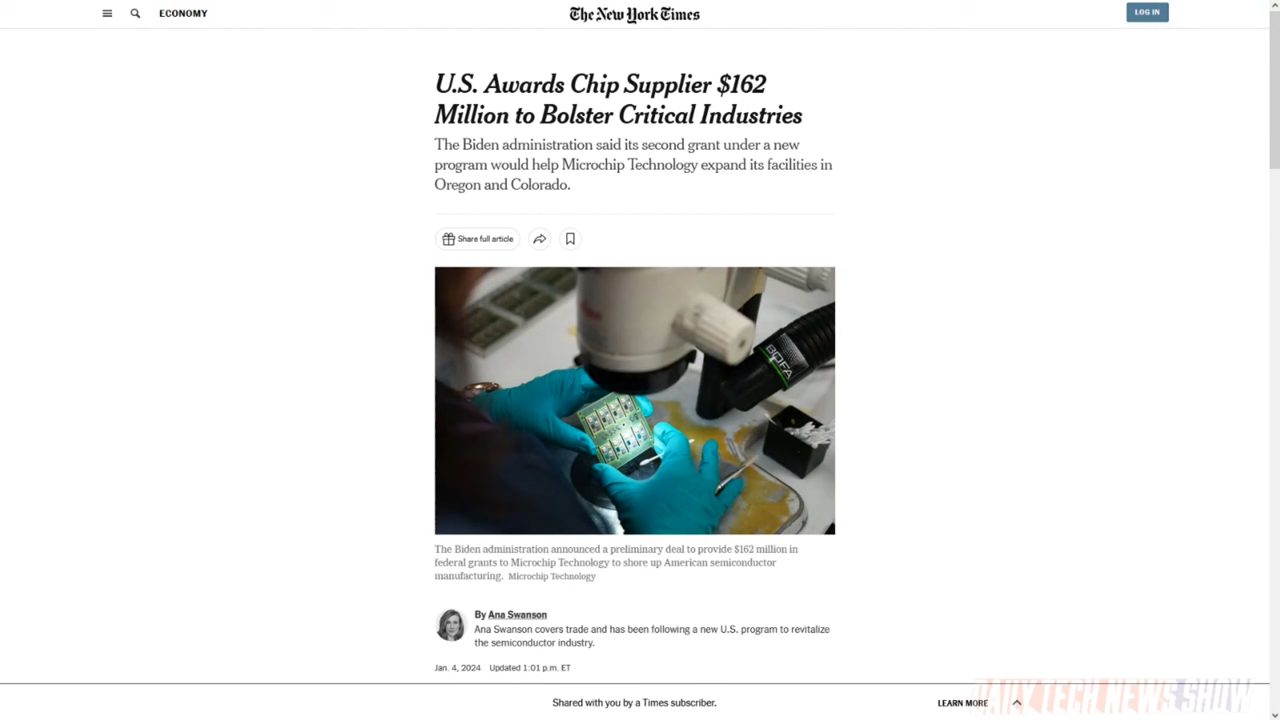 ECONOMY
The New York Times
LOG IN
U.S. Awards Chip Supplier $162
Million to Bolster Critical Industries
The Biden administration said its second grant under a new
program would help Microchip Technology expand its facilities in
Oregon and Colorado.
Share full article
BOFA
The Biden administration announced a preliminary deal to provide $162 million in
federal grants to Microchip Technology to shore up American semiconductor
manufacturing. Microchip Technology
By Ana Swanson
Ana Swanson covers trade and has been following a new U.S. program to revitalize
the semiconductor industry.
Jan. 4, 2024 Updated 1:01 p.m. ET
Shared with you by a Times subscriber.
LEARN MORE
DAILY TECH NEWS SHOW